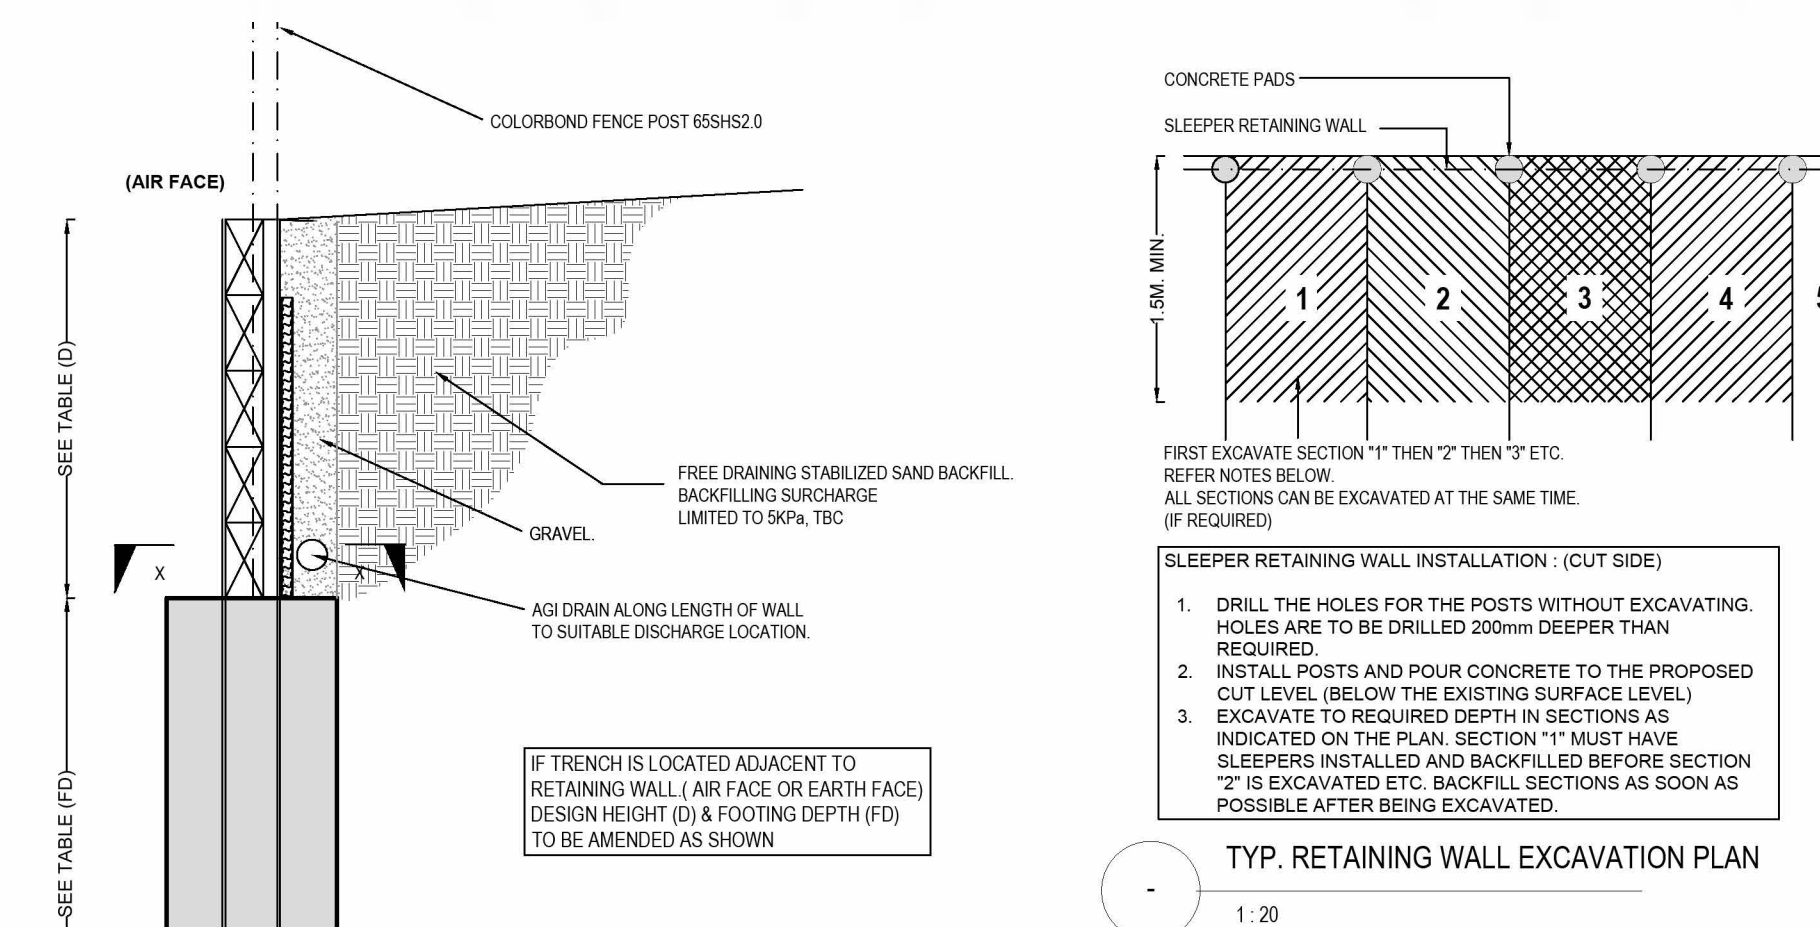 COLORBOND FENCE POST 65SHS2.0
(AIR FACE)
SEE TABLE (D)
FREE DRAINING STABILIZED SAND BACKFILL.
BACKFILLING SURCHARGE
LIMITED TO 5KPa, TBC
GRAVEL.
X
X
AGI DRAIN ALONG LENGTH OF WALL
TO SUITABLE DISCHARGE LOCATION.
SEE TABLE (FD)
IF TRENCH IS LOCATED ADJACENT TO
RETAINING WALL.( AIR FACE OR EARTH FACE)
DESIGN HEIGHT (D) & FOOTING DEPTH (FD)
TO BE AMENDED AS SHOWN
CONCRETE PADS
SLEEPER RETAINING WALL
1.5M. MIN.
1
2
3
4
FIRST EXCAVATE SECTION "1" THEN "2" THEN "3" ETC.
REFER NOTES BELOW.
ALL SECTIONS CAN BE EXCAVATED AT THE SAME TIME.
(IF REQUIRED)
SLEEPER RETAINING WALL INSTALLATION : (CUT SIDE)
1. DRILL THE HOLES FOR THE POSTS WITHOUT EXCAVATING.
HOLES ARE TO BE DRILLED 200mm DEEPER THAN
REQUIRED.
2. INSTALL POSTS AND POUR CONCRETE TO THE PROPOSED
CUT LEVEL (BELOW THE EXISTING SURFACE LEVEL)
3. EXCAVATE TO REQUIRED DEPTH IN SECTIONS AS
INDICATED ON THE PLAN. SECTION "1" MUST HAVE
SLEEPERS INSTALLED AND BACKFILLED BEFORE SECTION
"2" IS EXCAVATED ETC. BACKFILL SECTIONS AS SOON AS
POSSIBLE AFTER BEING EXCAVATED.
TYP. RETAINING WALL EXCAVATION PLAN
-
1 : 20